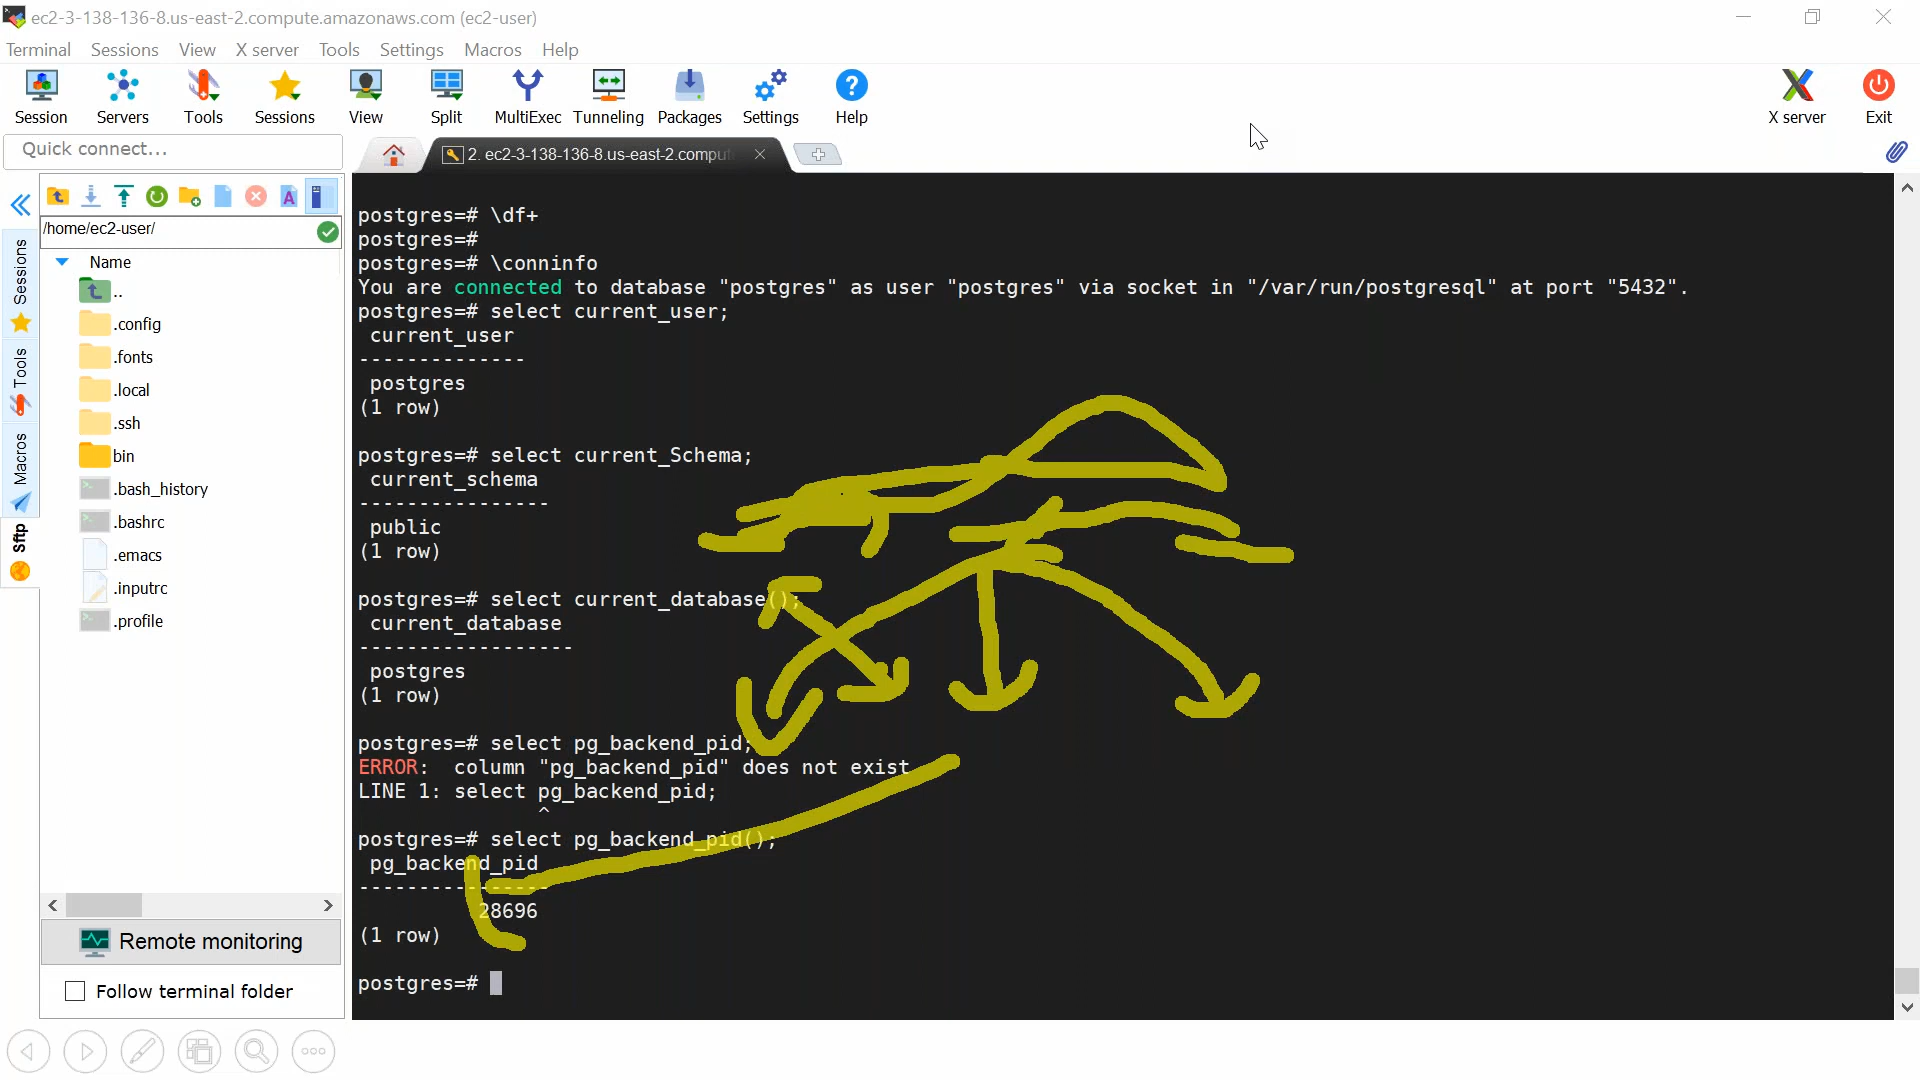 ec2-3-138-136-8.us-east-2.compute.amazonaws.com (ec2-user)
Terminal Sessions View X server Tools Settings Macros Help
Session Servers Tools Sessions View Split MultiExec Tunneling Packages Settings Help X server Exit
Quick connect...
2. ec2-3-138-136-8.us-east-2.comput
/home/ec2-user/
Name
..
.config
.fonts
.local
.ssh
bin
.bash_history
.bashrc
.emacs
.inputrc
.profile
Sessions
Tools
Macros
Sftp
Remote monitoring
Follow terminal folder
postgres=# \df+
postgres=#
postgres=# \conninfo
You are connected to database "postgres" as user "postgres" via socket in "/var/run/postgresql" at port "5432".
postgres=# select current_user;
current_user
--------------
postgres
(1 row)
postgres=# select current_Schema;
current_schema
----------------
public
(1 row)
postgres=# select current_database();
current_database
------------------
postgres
(1 row)
postgres=# select pg_backend_pid;
ERROR: column "pg_backend_pid" does not exist
LINE 1: select pg_backend_pid;
^
postgres=# select pg_backend_pid();
pg_backend_pid
----------------
28696
(1 row)
postgres=#